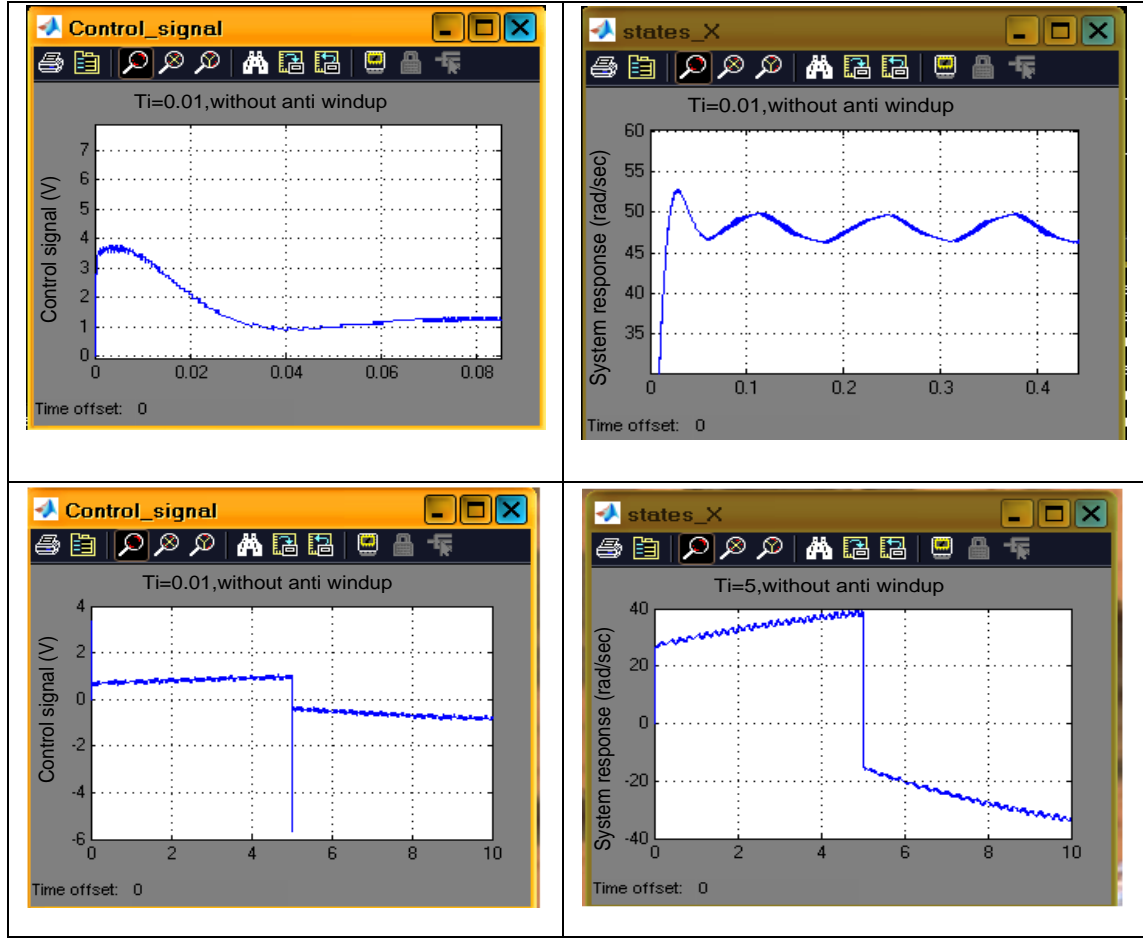 Control_signal
Ti=0.01,without anti windup
Control signal (V)
7
6
5
4
3
2
1
0
0 0.02 0.04 0.06 0.08
Time offset: 0
states_X
Ti=0.01,without anti windup
System response (rad/sec)
60
55
50
45
40
35
0 0.1 0.2 0.3 0.4
Time offset: 0
Control_signal
Ti=0.01,without anti windup
Control signal (V)
4
2
0
-2
-4
-6
0 2 4 6 8 10
Time offset: 0
states_X
Ti=5,without anti windup
System response (rad/sec)
40
20
0
-20
-40
0 2 4 6 8 10
Time offset: 0